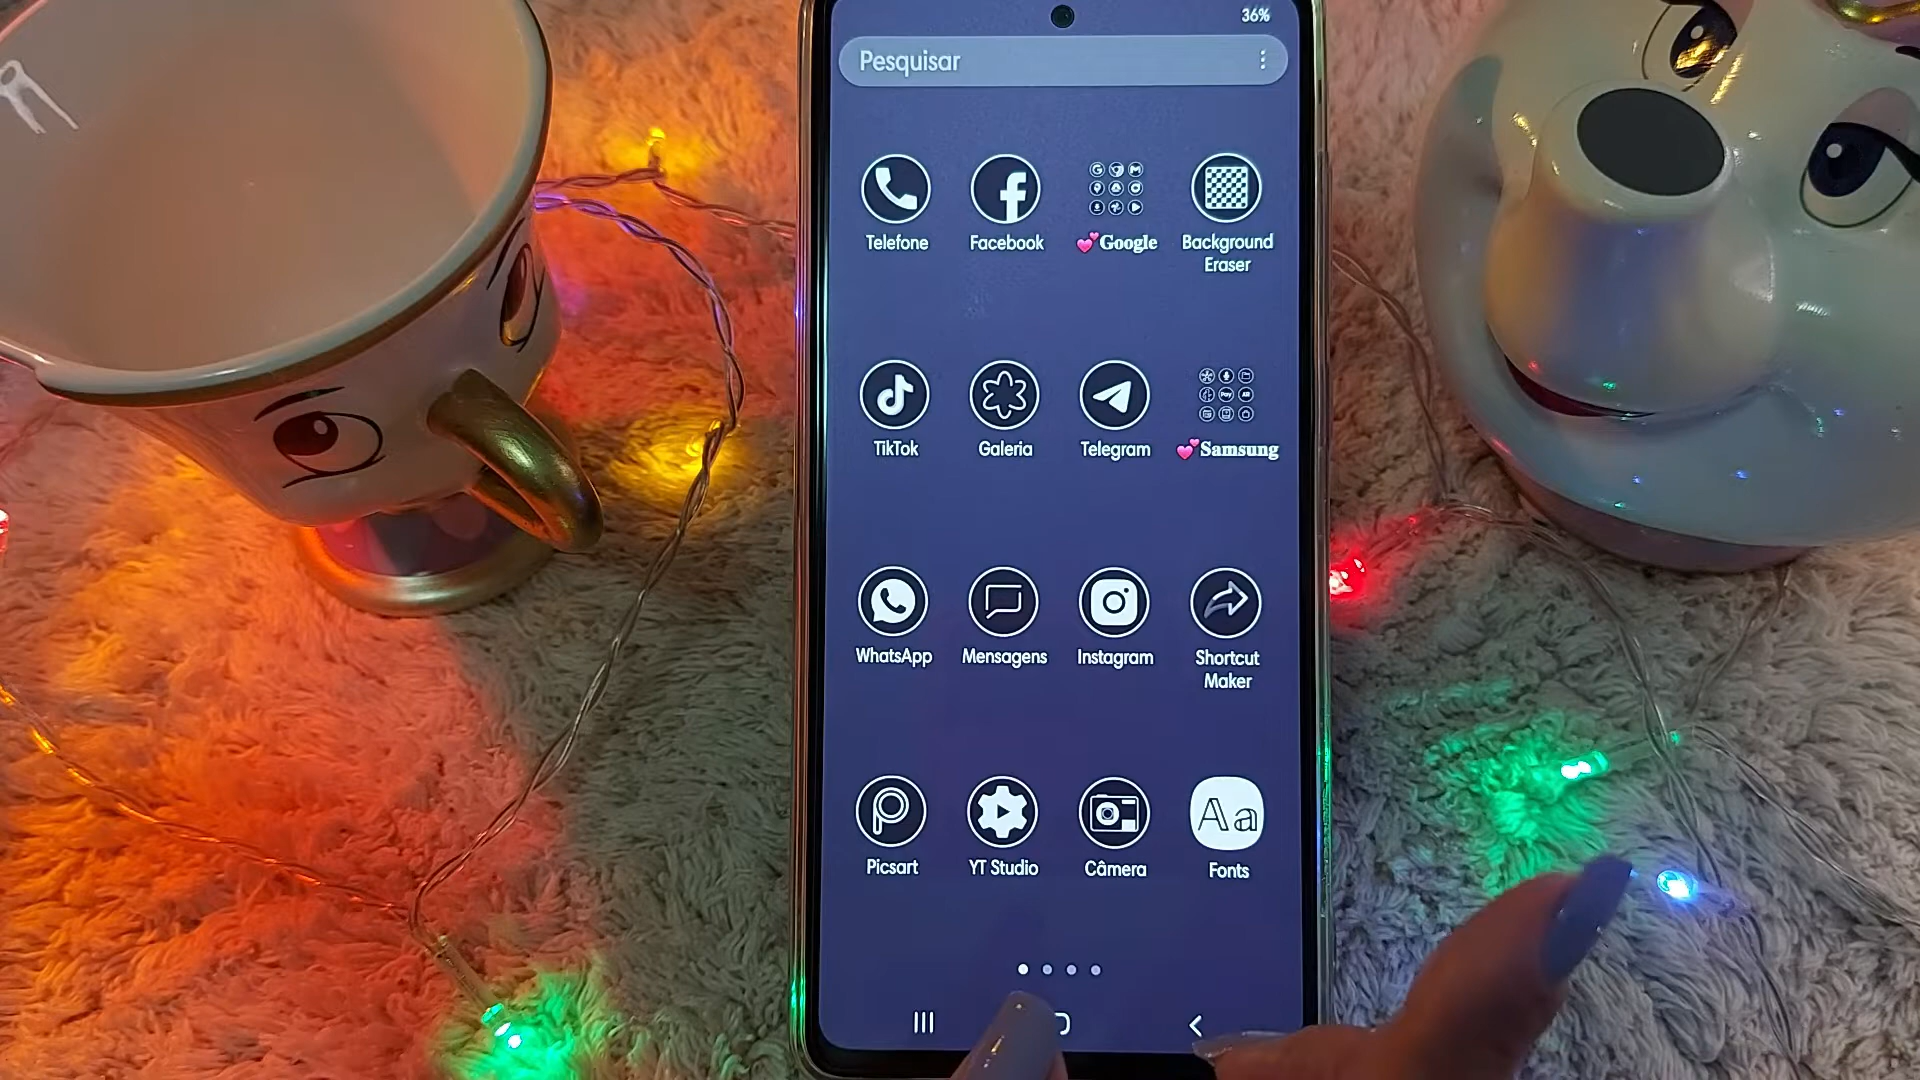 36%
Pesquisar
Telefone
Facebook
💕Google
Background
Eraser
TikTok
Galeria
Telegram
💕Samsung
WhatsApp
Mensagens
Instagram
Shortcut
Maker
Aa
Picsart
YT Studio
Câmera
Fonts